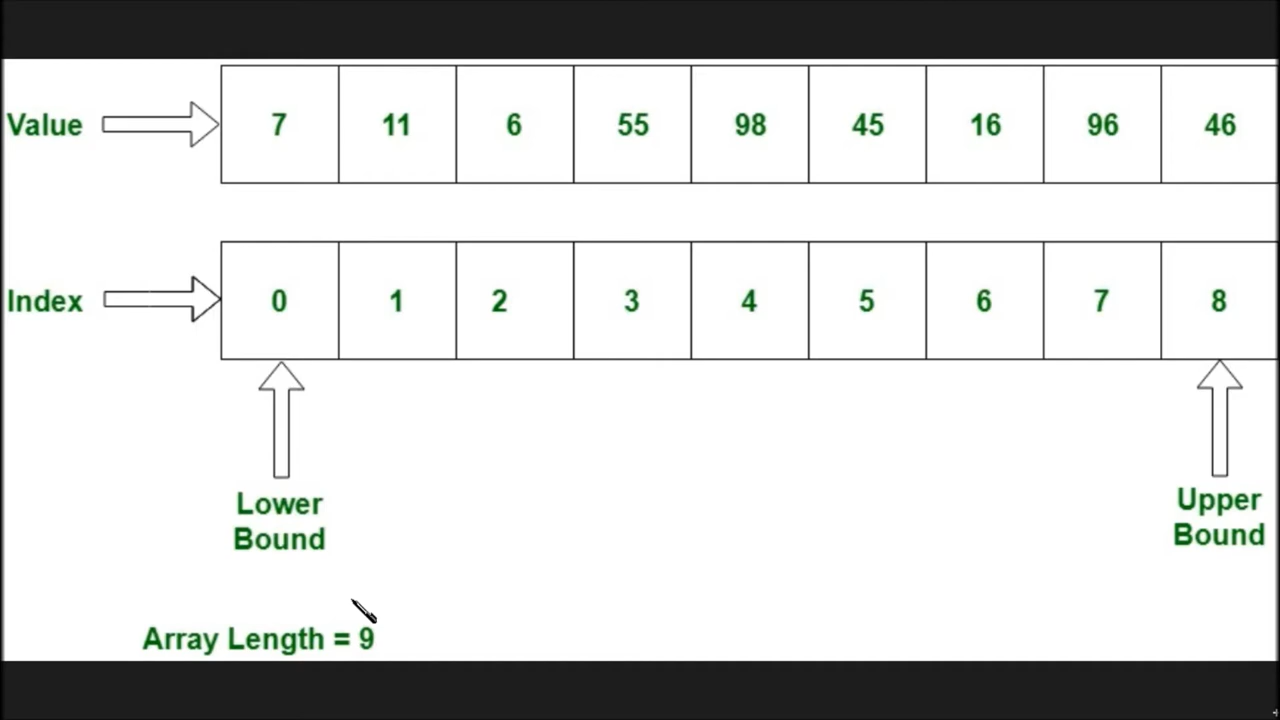 Value 7 11 6 55 98 45 16 96 46
Index 0 1 2 3 4 5 6 7 8
Lower
Bound
Upper
Bound
Array Length = 9